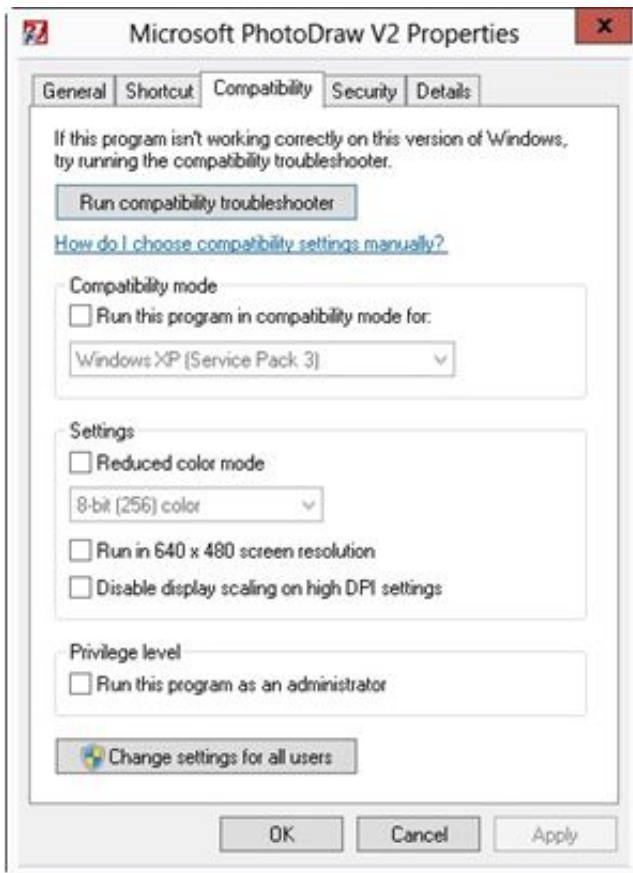 Microsoft PhotoDraw V2 Properties
x
General Shortcut Compatibility Security Details
If this program isn't working correctly on this version of Windows,
try running the compatibility troubleshooter.
Run compatibility troubleshooter
How do I choose compatibility settings manually?
Compatibility mode
Run this program in compatibility mode for:
Windows XP (Service Pack 3)
Settings
Reduced color mode
8-bit (256) color
Run in 640 x 480 screen resolution
Disable display scaling on high DPI settings
Privilege level
Run this program as an administrator
Change settings for all users
OK Cancel Apply